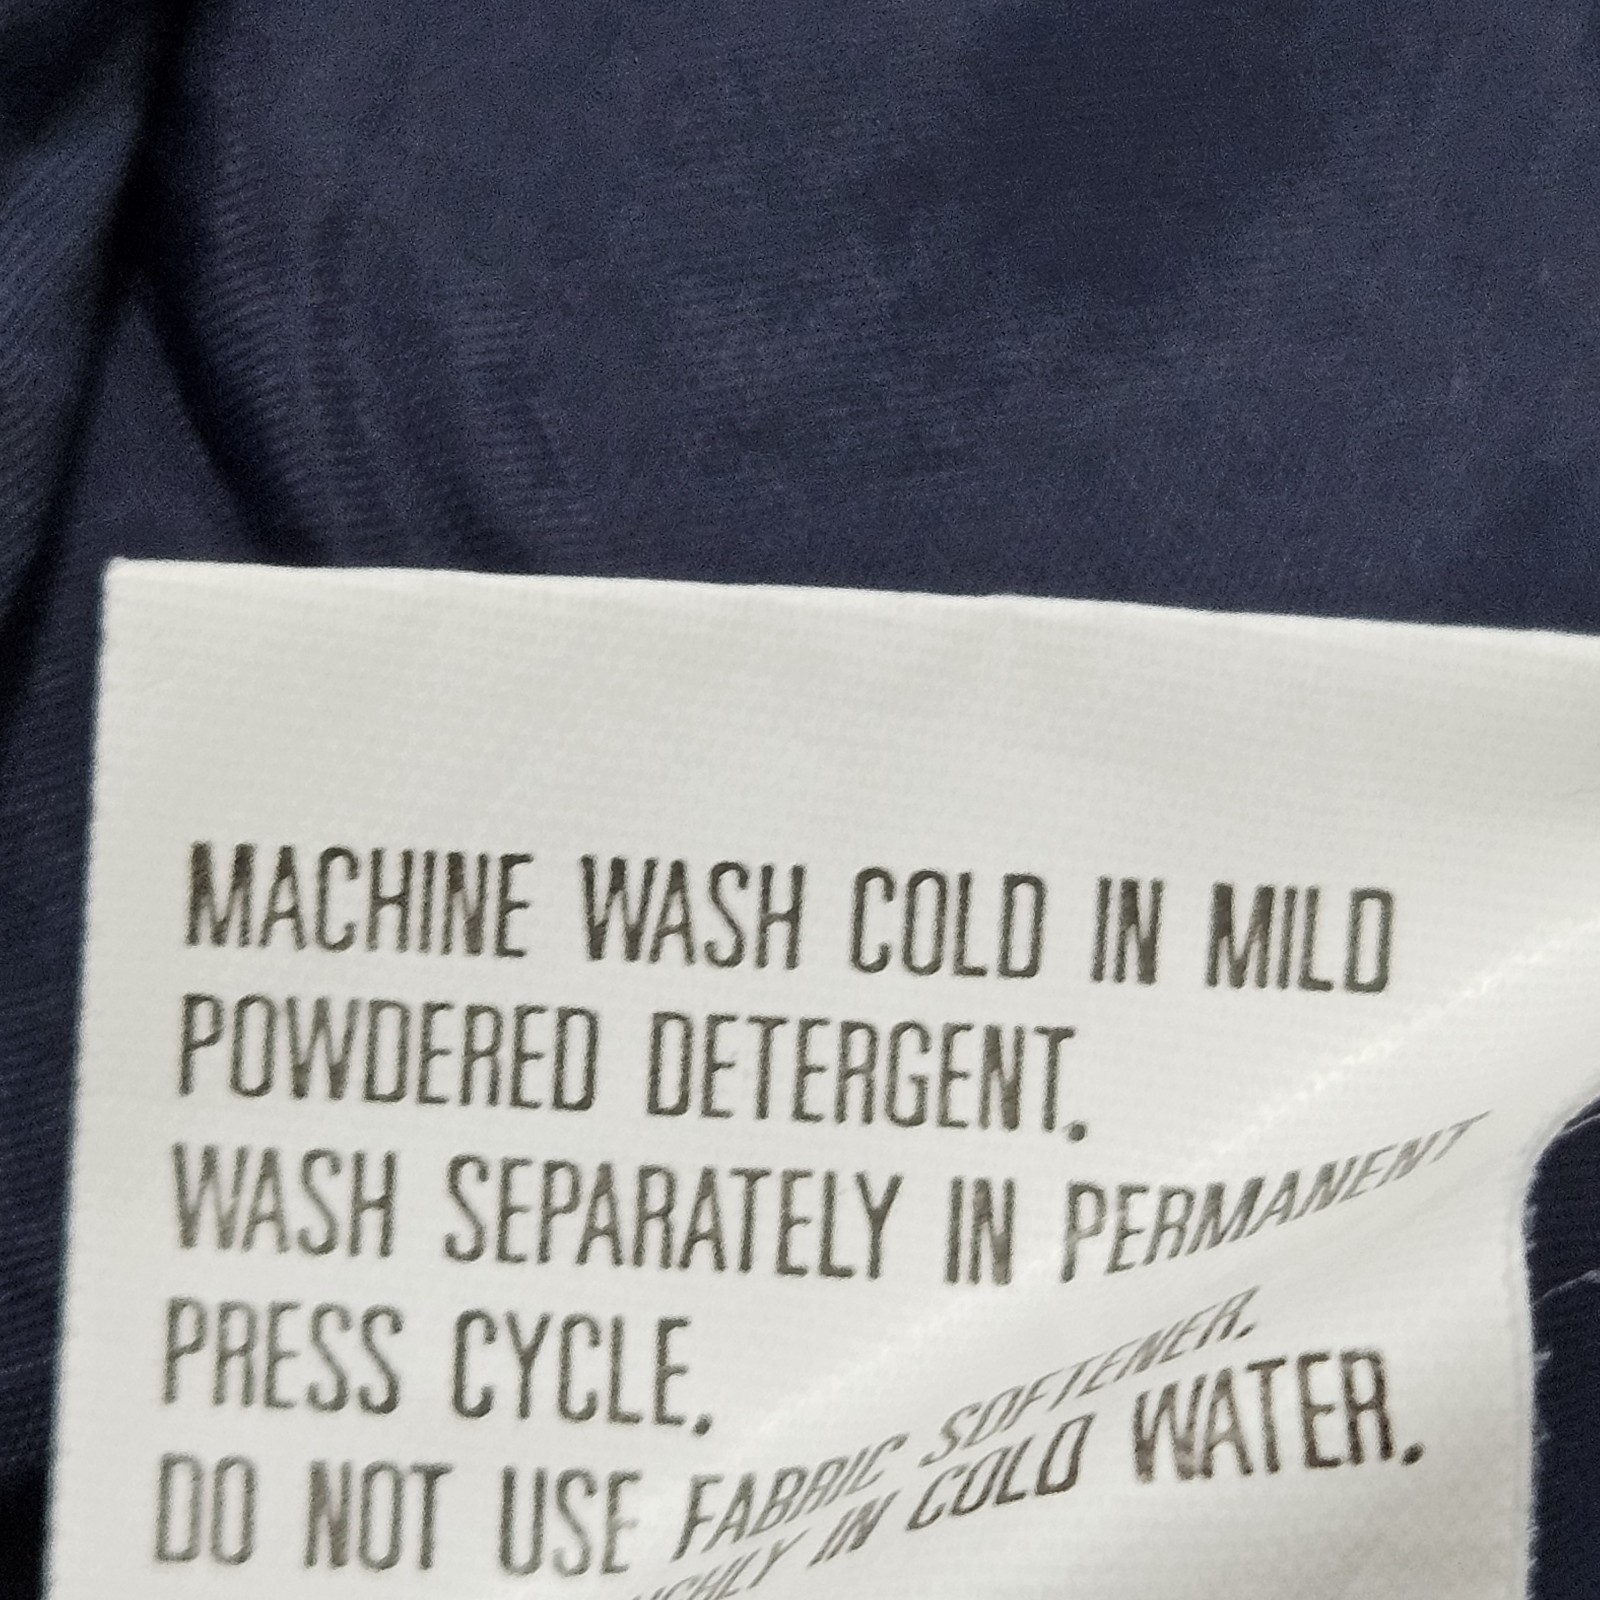 MACHINE WASH COLD IN MILD
POWDERED DETERGENT.
WASH SEPARATELY IN PERMANENT
PRESS CYCLE.
DO NOT USE FABRIC SOFTENER.
IN COLD WATER.